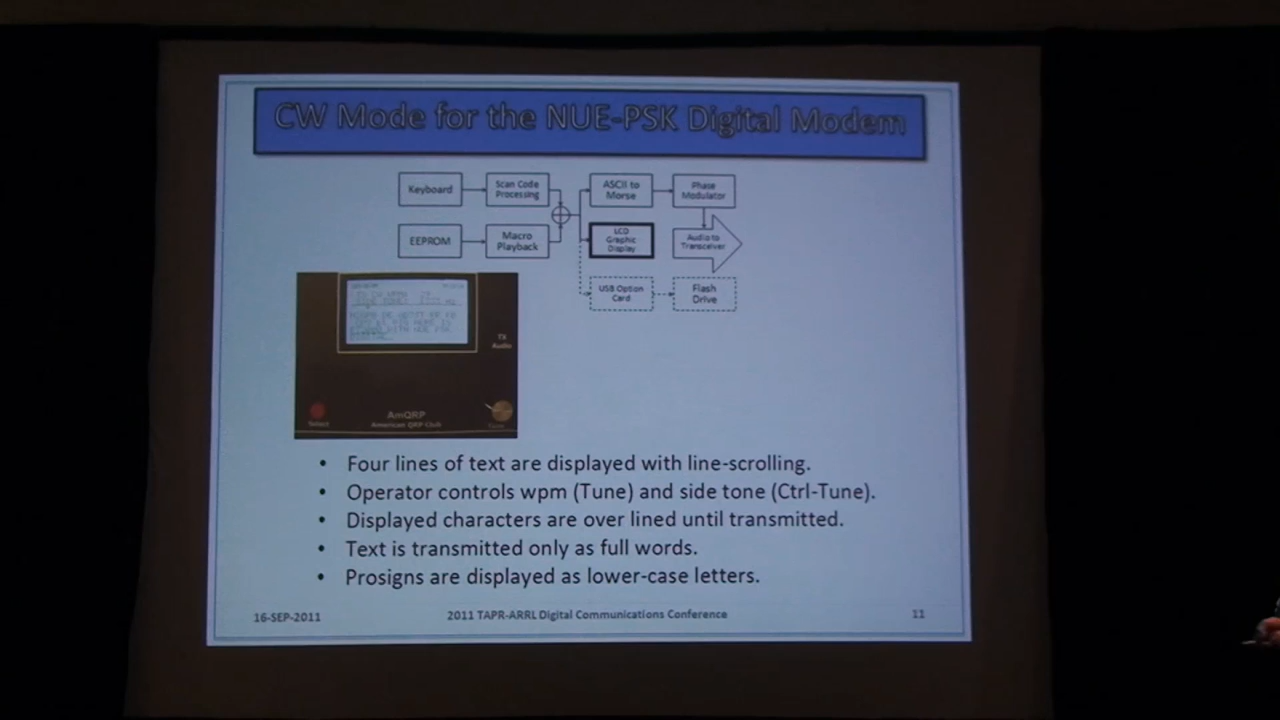 CW Mode for the NUE-PSK Digital Modem
Keyboard
Scan Code
Processing
ASCII to
Morse
Phase
Modulator
EEPROM
Macro
Playback
LCD
Graphic
Display
Audio to
Transceiver
USB Option
Card
Flash
Drive
TX
Audio
Select
AmQRP
American QRP Club
• Four lines of text are displayed with line-scrolling.
• Operator controls wpm (Tune) and side tone (Ctrl-Tune).
• Displayed characters are over lined until transmitted.
• Text is transmitted only as full words.
• Prosigns are displayed as lower-case letters.
16-SEP-2011
2011 TAPR-ARRL Digital Communications Conference
11